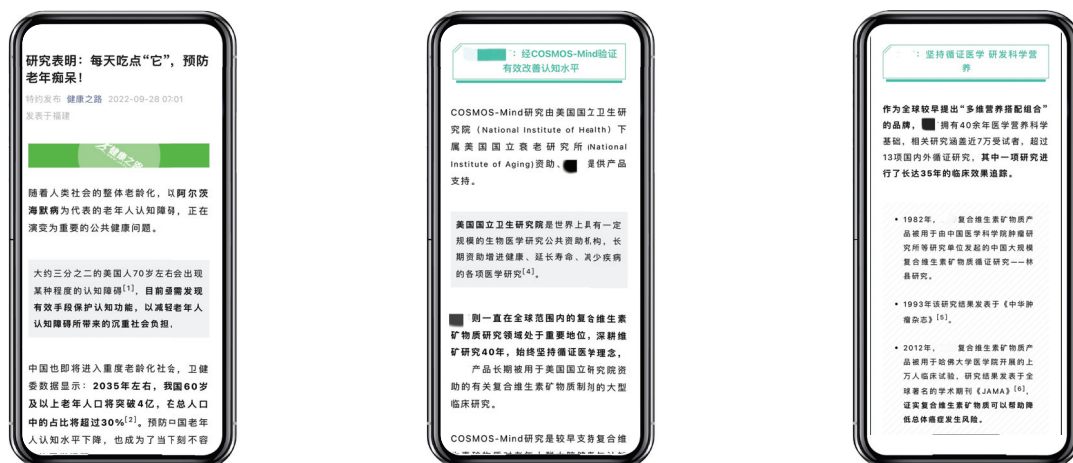 研究表明：每天吃点“它”，预防
老年痴呆！
特约发布 健康之路 2022-09-28 07:01
发表于福建
健康之路
随着人类社会的整体老龄化，以阿尔茨
海默病为代表的老年人认知障碍，正在
演变为重要的公共健康问题。
大约三分之二的美国人70岁左右会出现
某种程度的认知障碍[1]，目前亟需发现
有效手段保护认知功能，以减轻老年人
认知障碍所带来的沉重社会负担。
中国也即将进入重度老龄化社会，卫健
委数据显示：2035年左右，我国60岁
及以上老年人口将突破4亿，在总人口
中的占比将超过30%[2]。预防中国老年
人认知水平下降，也成为了当下刻不容
：经COSMOS-Mind验证
有效改善认知水平
COSMOS-Mind研究由美国国立卫生研
究院（National Institute of Health）下
属美国国立衰老研究所(National
Institute of Aging)资助、 提供产品
支持。
美国国立卫生研究院是世界上具有一定
规模的生物医学研究公共资助机构，长
期资助增进健康、延长寿命、减少疾病
的各项医学研究[4]。
则一直在全球范围内的复合维生素
矿物质研究领域处于重要地位，深耕维
矿研究40年，始终坚持循证医学理念，
产品长期被用于美国国立研究院资
助的有关复合维生素矿物质制剂的大型
临床研究。
COSMOS-Mind研究是较早支持复合维
：坚持循证医学 研发科学营
养
作为全球较早提出“多维营养搭配组合”
的品牌， 拥有40余年医学营养科学
基础，相关研究涵盖近7万受试者，超过
13项国内外循证研究，其中一项研究进
行了长达35年的临床效果追踪。
• 1982年， 复合维生素矿物质产
品被用于由中国医学科学院肿瘤研
究所等研究单位发起的中国大规模
复合维生素矿物质循证研究——林
县研究。
• 1993年该研究结果发表于《中华肿
瘤杂志》[5]。
• 2012年， 复合维生素矿物质产
品被用于哈佛大学医学院开展的上
万人临床试验，研究结果发表于全
球著名的学术期刊《JAMA》[6]，
证实复合维生素矿物质可以帮助降
低总体癌症发生风险。